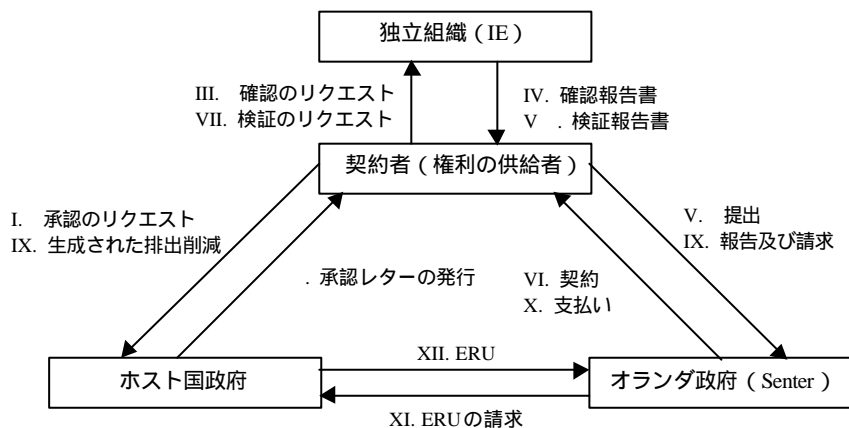 独立組織（IE）
III. 確認のリクエスト
VII. 検証のリクエスト
IV. 確認報告書
V . 検証報告書
契約者（権利の供給者）
I. 承認のリクエスト
IX. 生成された排出削減
V. 提出
IX. 報告及び請求
. 承認レターの発行
VI. 契約
X. 支払い
XII. ERU
ホスト国政府
オランダ政府（Senter）
XI. ERUの請求